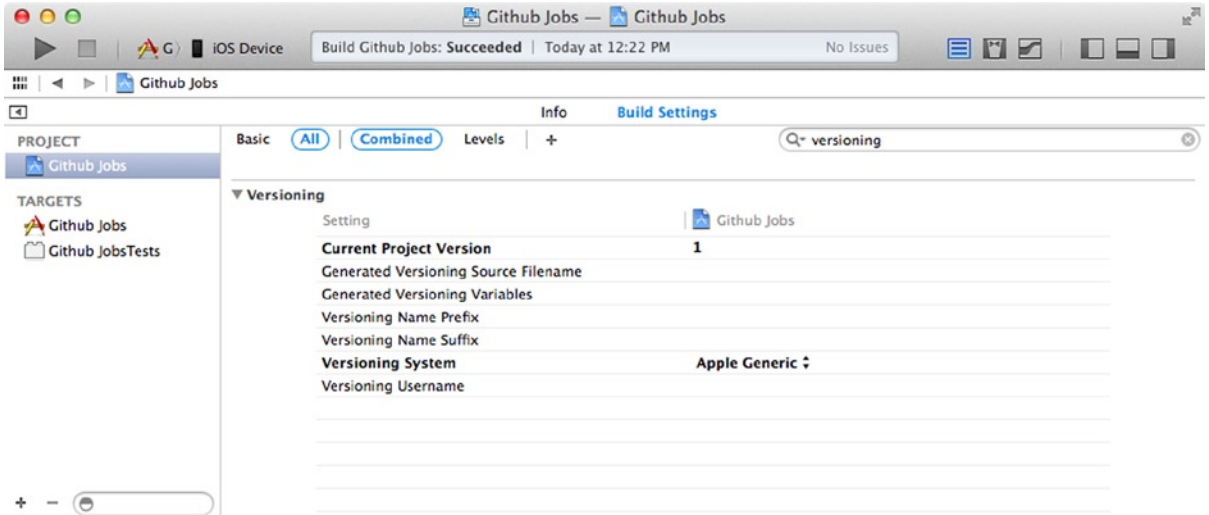 Github Jobs — Github Jobs
G iOS Device Build Github Jobs: Succeeded | Today at 12:22 PM No Issues
Github Jobs
Info Build Settings
PROJECT
Basic All Combined Levels
versioning
Github Jobs
TARGETS
Github Jobs
Github JobsTests
Versioning
Setting Github Jobs
Current Project Version 1
Generated Versioning Source Filename
Generated Versioning Variables
Versioning Name Prefix
Versioning Name Suffix
Versioning System Apple Generic
Versioning Username